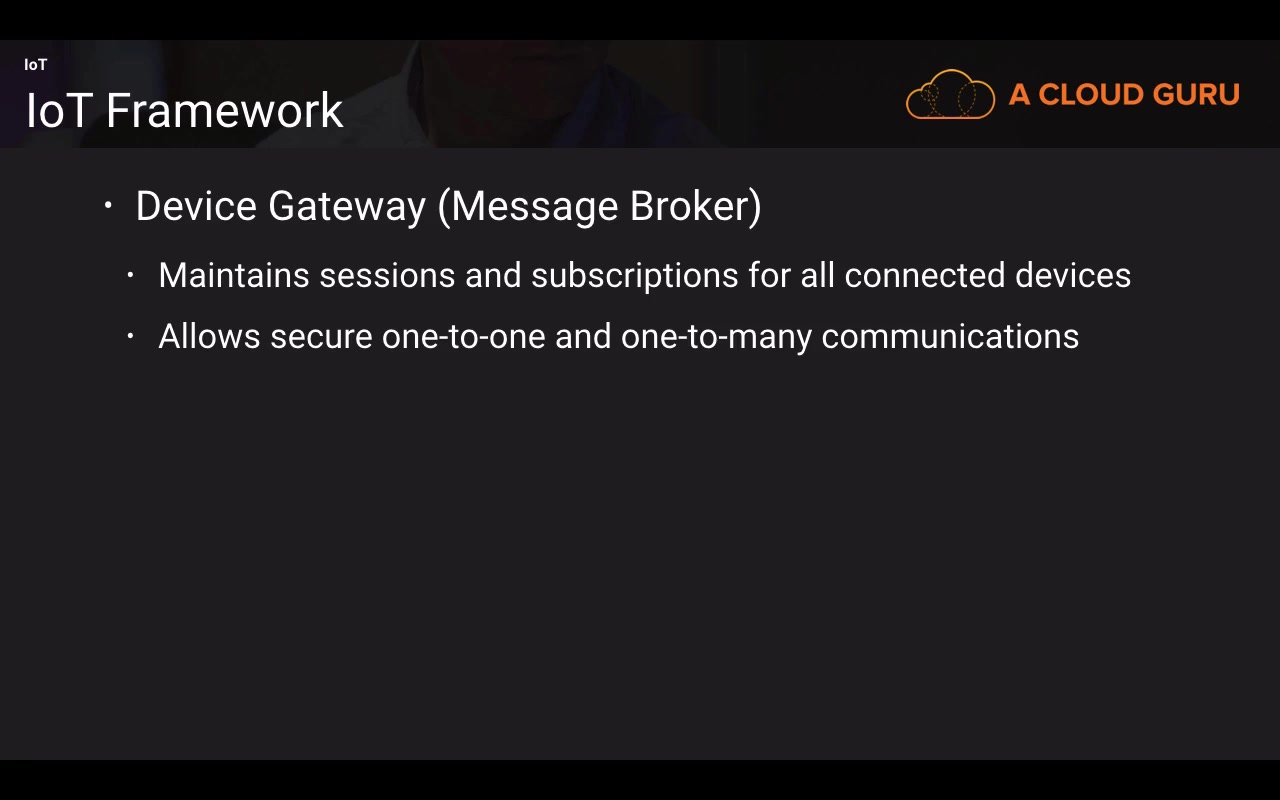 IoT
IoT Framework
A CLOUD GURU
· Device Gateway (Message Broker)
· Maintains sessions and subscriptions for all connected devices
· Allows secure one-to-one and one-to-many communications